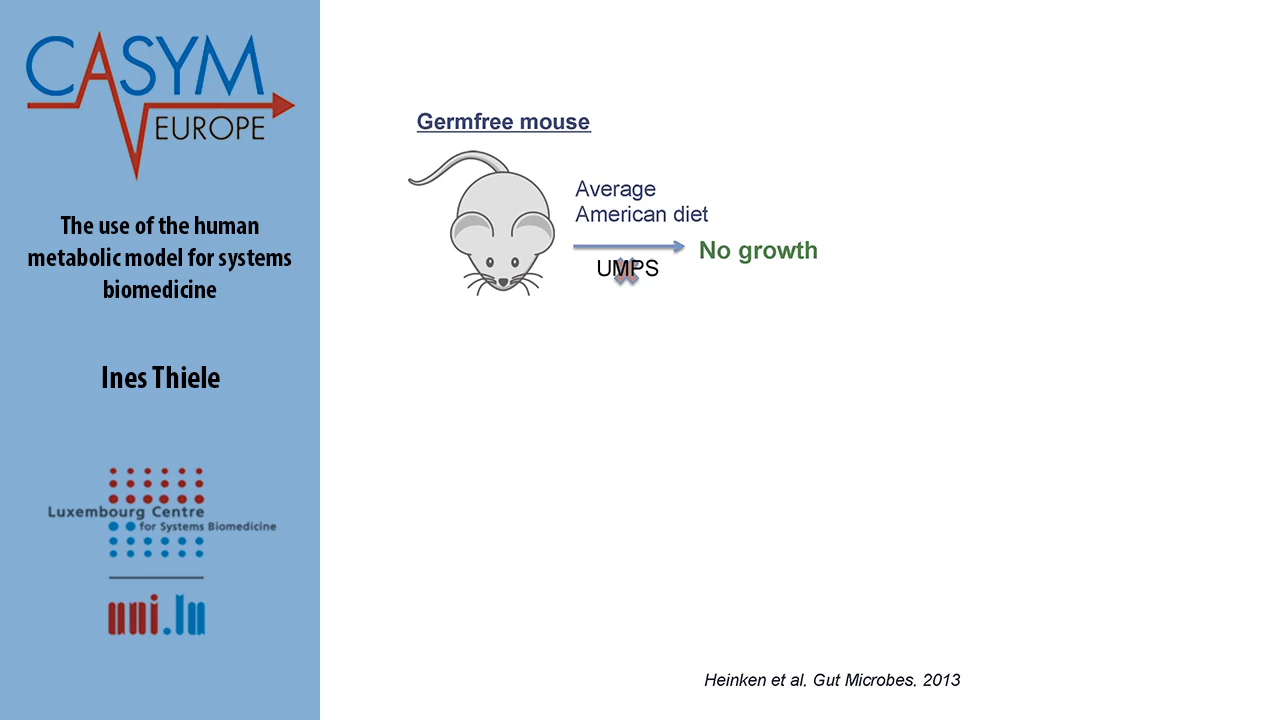 CASYM
EUROPE
The use of the human
metabolic model for systems
biomedicine
Ines Thiele
Luxembourg Centre
for Systems Biomedicine
uni.lu
Germfree mouse
Average
American diet
UMPS
No growth
Heinken et al, Gut Microbes, 2013